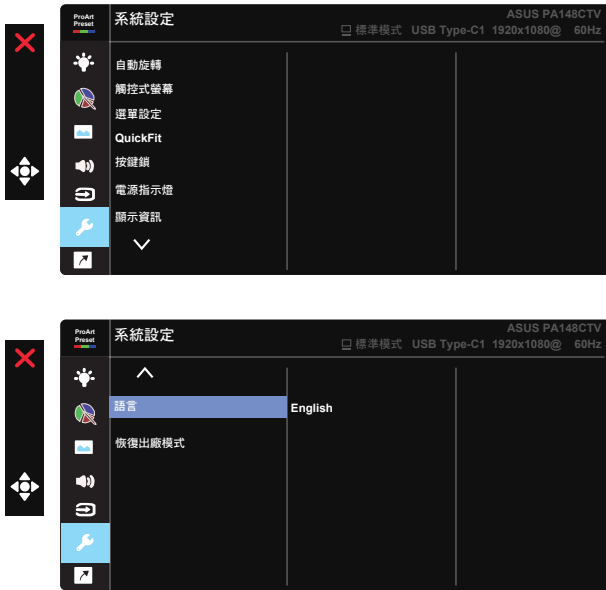 ProArt
Preset
系統設定
ASUS PA148CTV
標準模式 USB Type-C1 1920x1080@ 60Hz
自動旋轉
觸控式螢幕
選單設定
QuickFit
按鍵鎖
電源指示燈
顯示資訊
ProArt
Preset
系統設定
ASUS PA148CTV
標準模式 USB Type-C1 1920x1080@ 60Hz
語言
English
恢復出廠模式